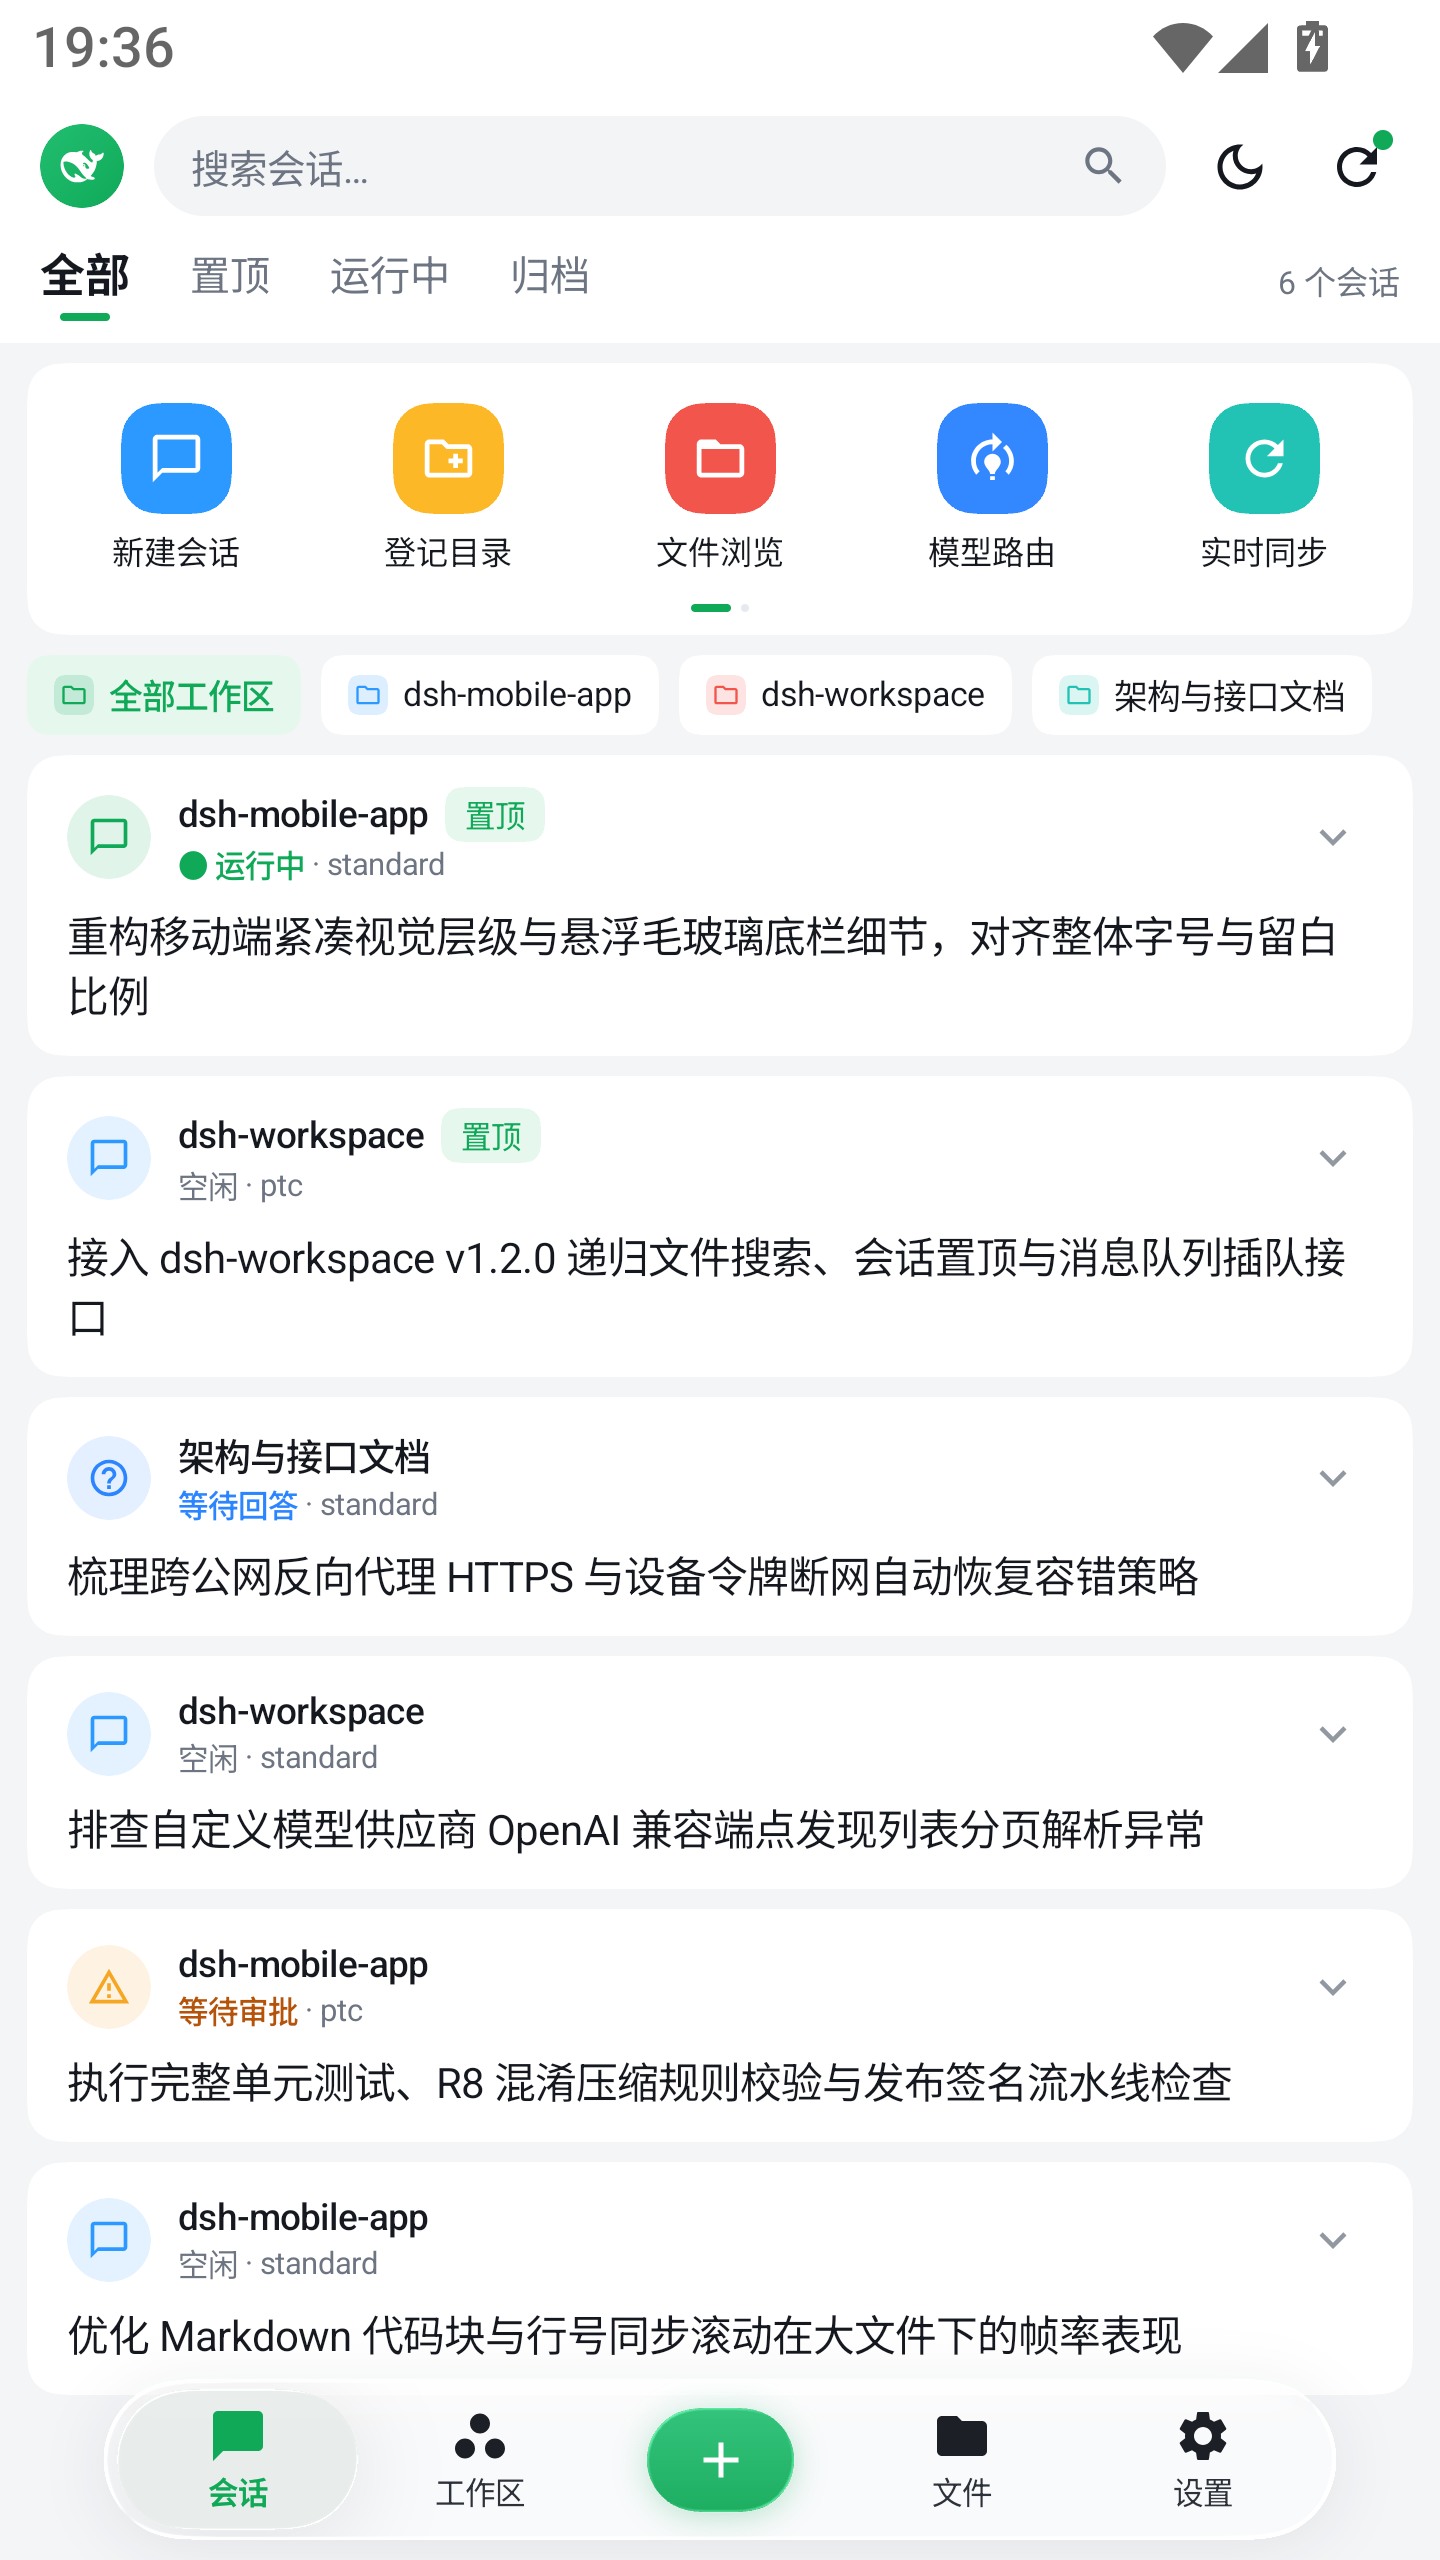 19:36
搜索会话...
全部 置顶 运行中 归档 6 个会话
新建会话 登记目录 文件浏览 模型路由 实时同步
全部工作区 dsh-mobile-app dsh-workspace 架构与接口文档
dsh-mobile-app 置顶
运行中 · standard
重构移动端紧凑视觉层级与悬浮毛玻璃底栏细节，对齐整体字号与留白
比例
dsh-workspace 置顶
空闲 · ptc
接入 dsh-workspace v1.2.0 递归文件搜索、会话置顶与消息队列插队接
口
架构与接口文档
等待回答 · standard
梳理跨公网反向代理 HTTPS 与设备令牌断网自动恢复容错策略
dsh-workspace
空闲 · standard
排查自定义模型供应商 OpenAI 兼容端点发现列表分页解析异常
dsh-mobile-app
等待审批 · ptc
执行完整单元测试、R8 混淆压缩规则校验与发布签名流水线检查
dsh-mobile-app
空闲 · standard
优化 Markdown 代码块与行号同步滚动在大文件下的帧率表现
会话 工作区 文件 设置